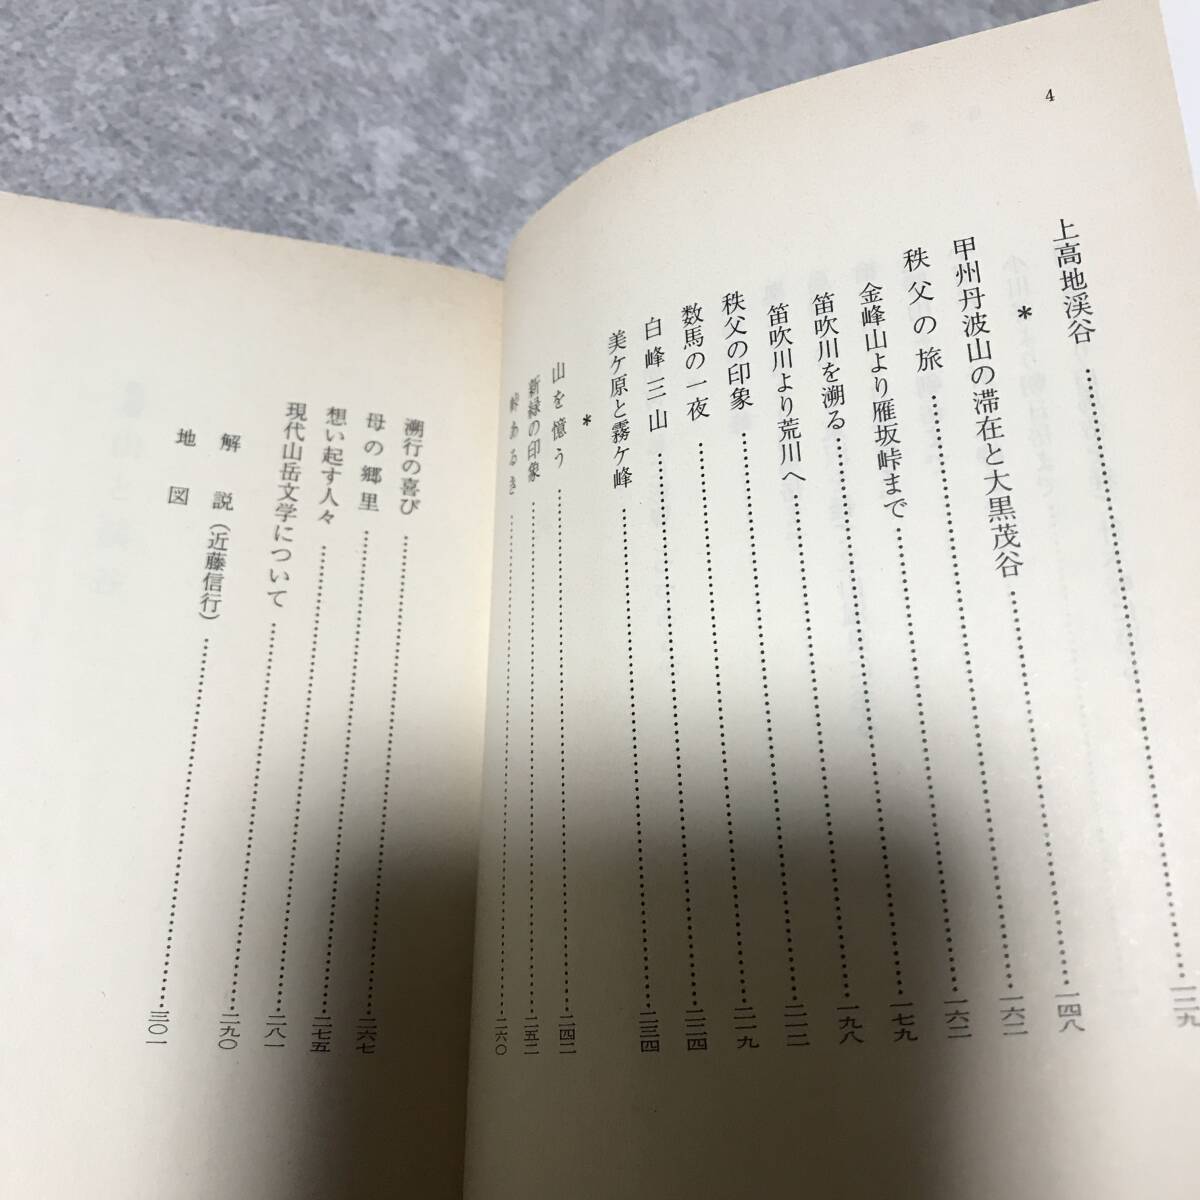 4
上高地渓谷……一二九
*
甲州丹波山の滞在と大黒茂谷……一四八
秩父の旅……一六二
金峰山より雁坂峠まで……一六二
笛吹川を溯る……一七九
笛吹川より荒川へ……一九八
秩父の印象……二一二
数馬の一夜……二一九
白峰三山……二二四
美ケ原と霧ケ峰……二三四
*
山を憶う……二四二
新緑の印象……二五二
……二六〇
溯行の喜び……二六七
母の郷里……二七五
想い起す人々……二八一
現代山岳文学について……二九〇
解説(近藤信行)……三〇一
地図